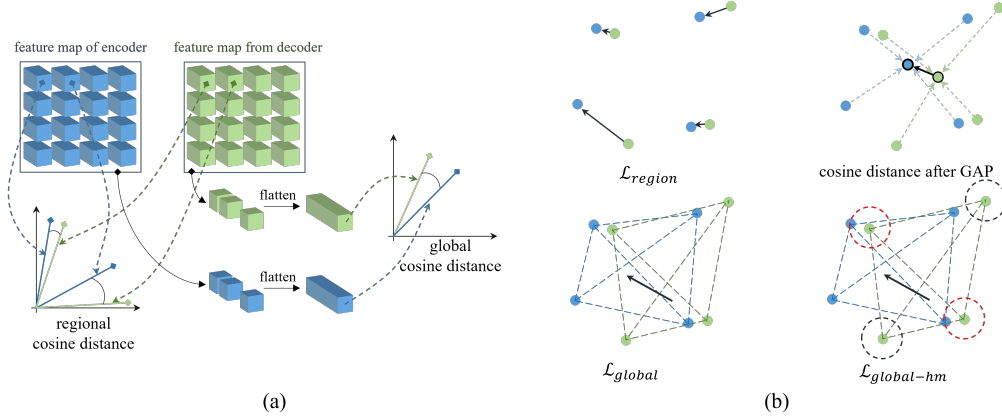 feature map of encoder
feature map from decoder
flatten
flatten
regional
cosine distance
global
cosine distance
(a)
ℒ_region
cosine distance after GAP
ℒ_global
ℒ_global−hm
(b)